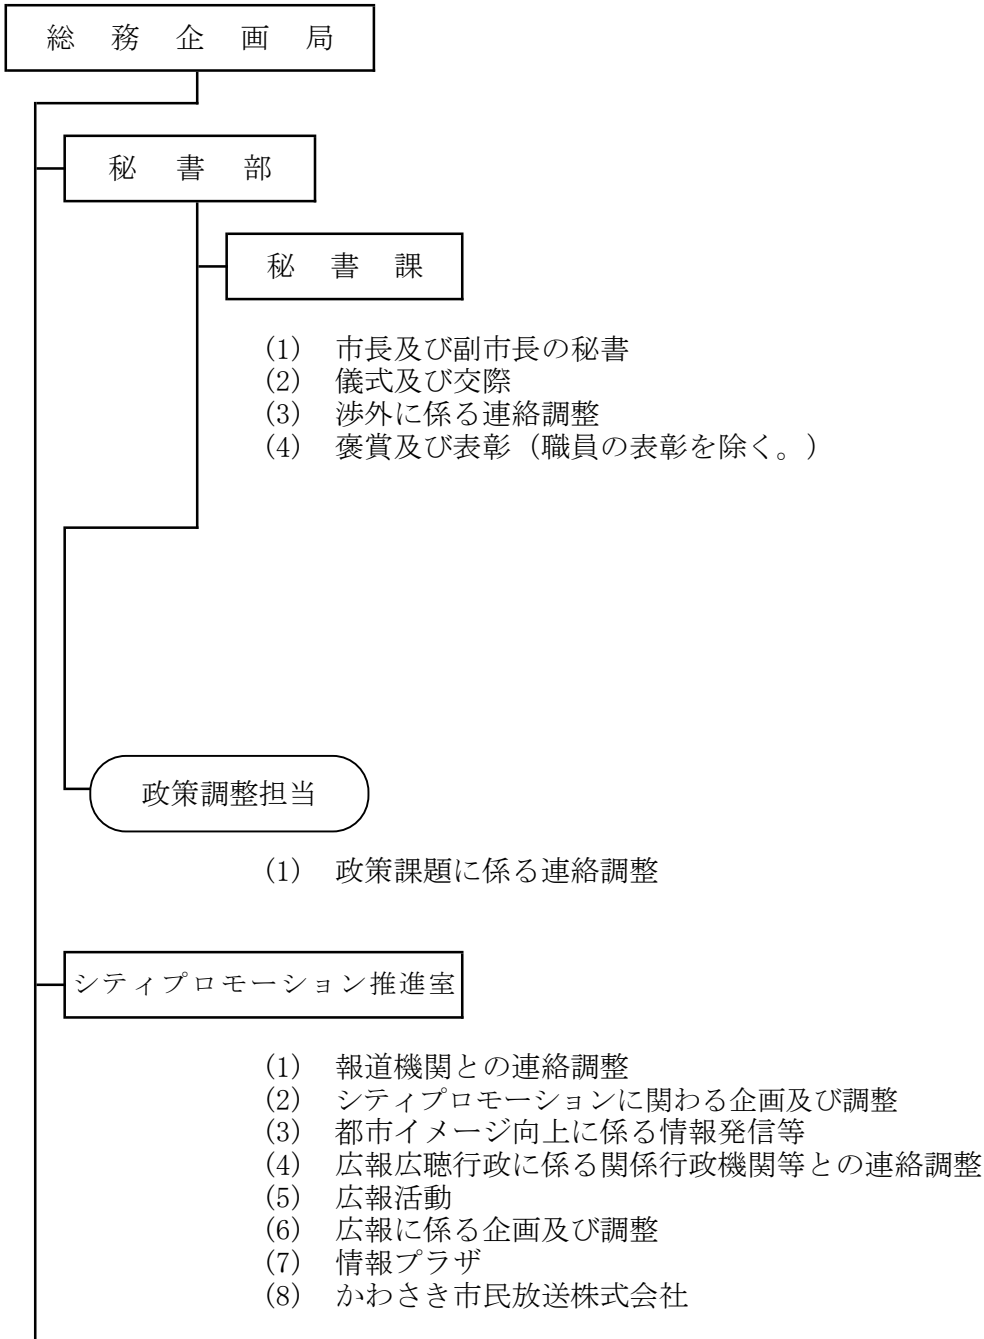 総務企画局
秘書部
秘書課
(1) 市長及び副市長の秘書
(2) 儀式及び交際
(3) 渉外に係る連絡調整
(4) 褒賞及び表彰（職員の表彰を除く。）
政策調整担当
(1) 政策課題に係る連絡調整
シティプロモーション推進室
(1) 報道機関との連絡調整
(2) シティプロモーションに関わる企画及び調整
(3) 都市イメージ向上に係る情報発信等
(4) 広報広聴行政に係る関係行政機関等との連絡調整
(5) 広報活動
(6) 広報に係る企画及び調整
(7) 情報プラザ
(8) かわさき市民放送株式会社